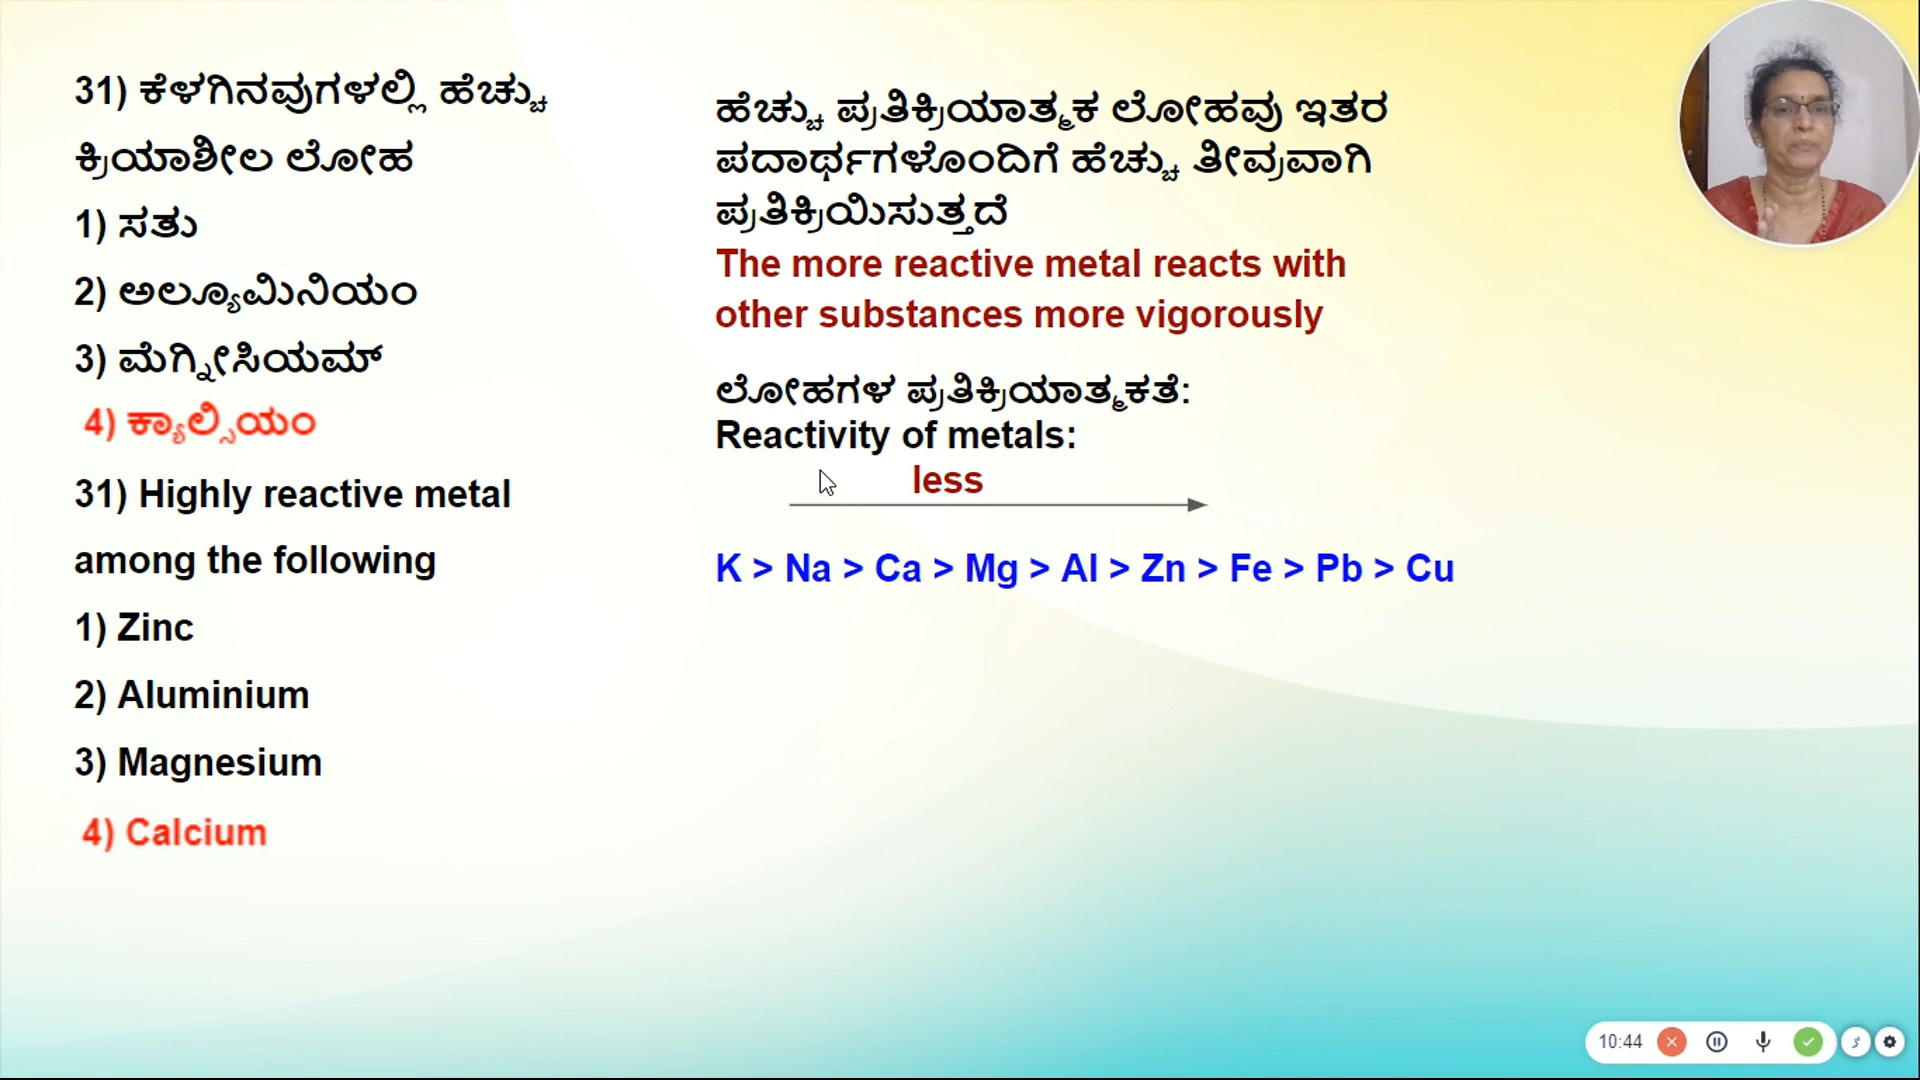 31) ಕೆಳಗಿನವುಗಳಲ್ಲಿ ಹೆಚ್ಚು
ಕ್ರಿಯಾಶೀಲ ಲೋಹ
1) ಸತು
2) ಅಲ್ಯೂಮಿನಿಯಂ
3) ಮೆಗ್ನೀಸಿಯಮ್
4) ಕ್ಯಾಲ್ಸಿಯಂ
31) Highly reactive metal
among the following
1) Zinc
2) Aluminium
3) Magnesium
4) Calcium
ಹೆಚ್ಚು ಪ್ರತಿಕ್ರಿಯಾತ್ಮಕ ಲೋಹವು ಇತರ
ಪದಾರ್ಥಗಳೊಂದಿಗೆ ಹೆಚ್ಚು ತೀವ್ರವಾಗಿ
ಪ್ರತಿಕ್ರಿಯಿಸುತ್ತದೆ
The more reactive metal reacts with
other substances more vigorously
ಲೋಹಗಳ ಪ್ರತಿಕ್ರಿಯಾತ್ಮಕತೆ:
Reactivity of metals:
less
K > Na > Ca > Mg > Al > Zn > Fe > Pb > Cu
10:44